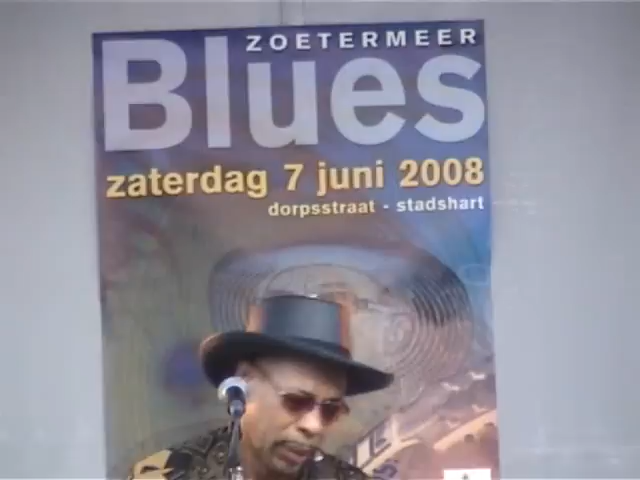 ZOETERMEER
Blues
zaterdag 7 juni 2008
dorpsstraat - stadshart